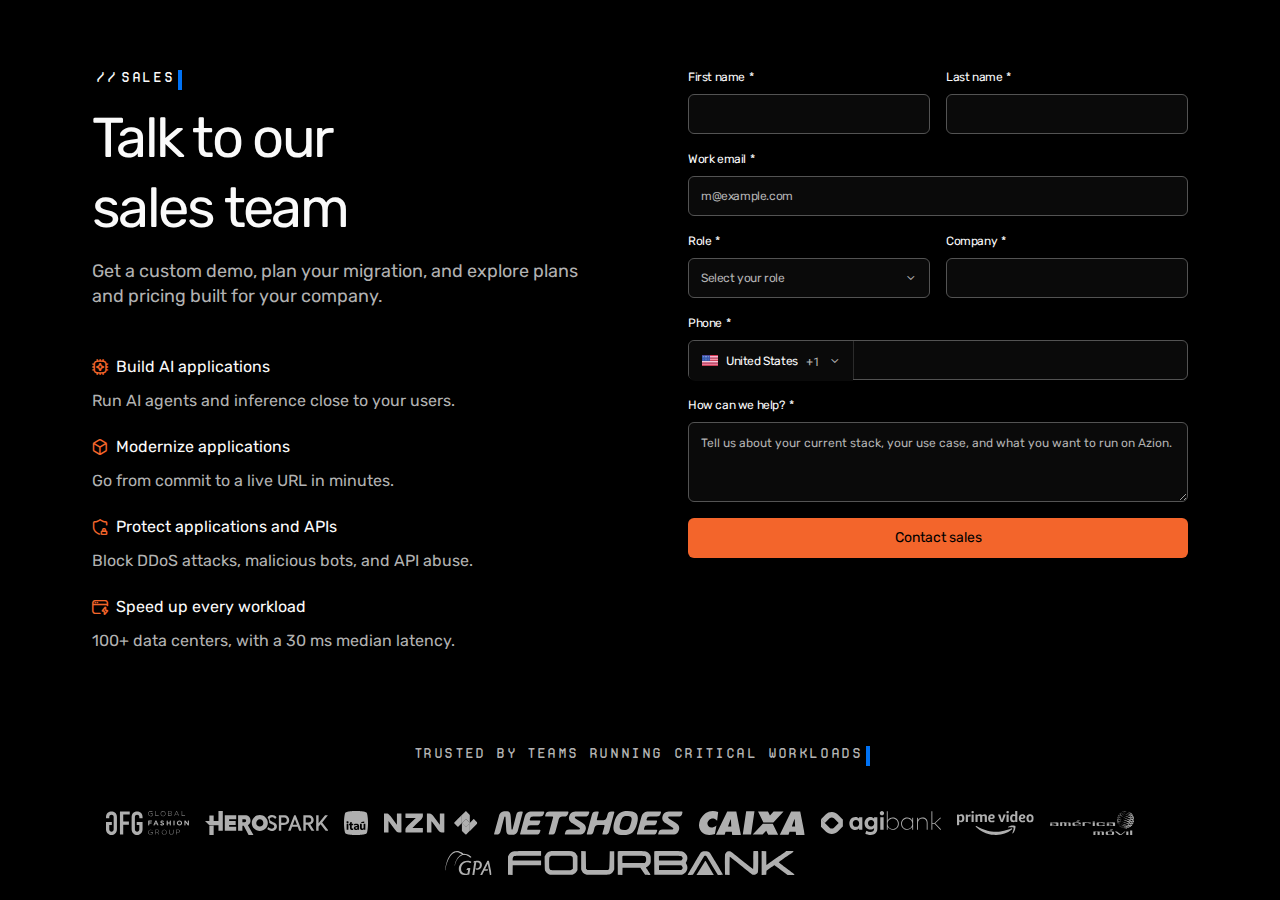 //SALES
Talk to our
sales team
Get a custom demo, plan your migration, and explore plans
and pricing built for your company.
Build AI applications
Run AI agents and inference close to your users.
Modernize applications
Go from commit to a live URL in minutes.
Protect applications and APIs
Block DDoS attacks, malicious bots, and API abuse.
Speed up every workload
100+ data centers, with a 30 ms median latency.
First name *
Last name *
Work email *
m@example.com
Role *
Company *
Select your role
Phone *
United States +1
How can we help? *
Tell us about your current stack, your use case, and what you want to run on Azion.
Contact sales
TRUSTED BY TEAMS RUNNING CRITICAL WORKLOADS
GFG GLOBAL FASHION GROUP
HEROSPARK
itaú
NZN
NETSHOES
CAIXA
agibank
prime video
américa móvil
GPA
FOURBANK